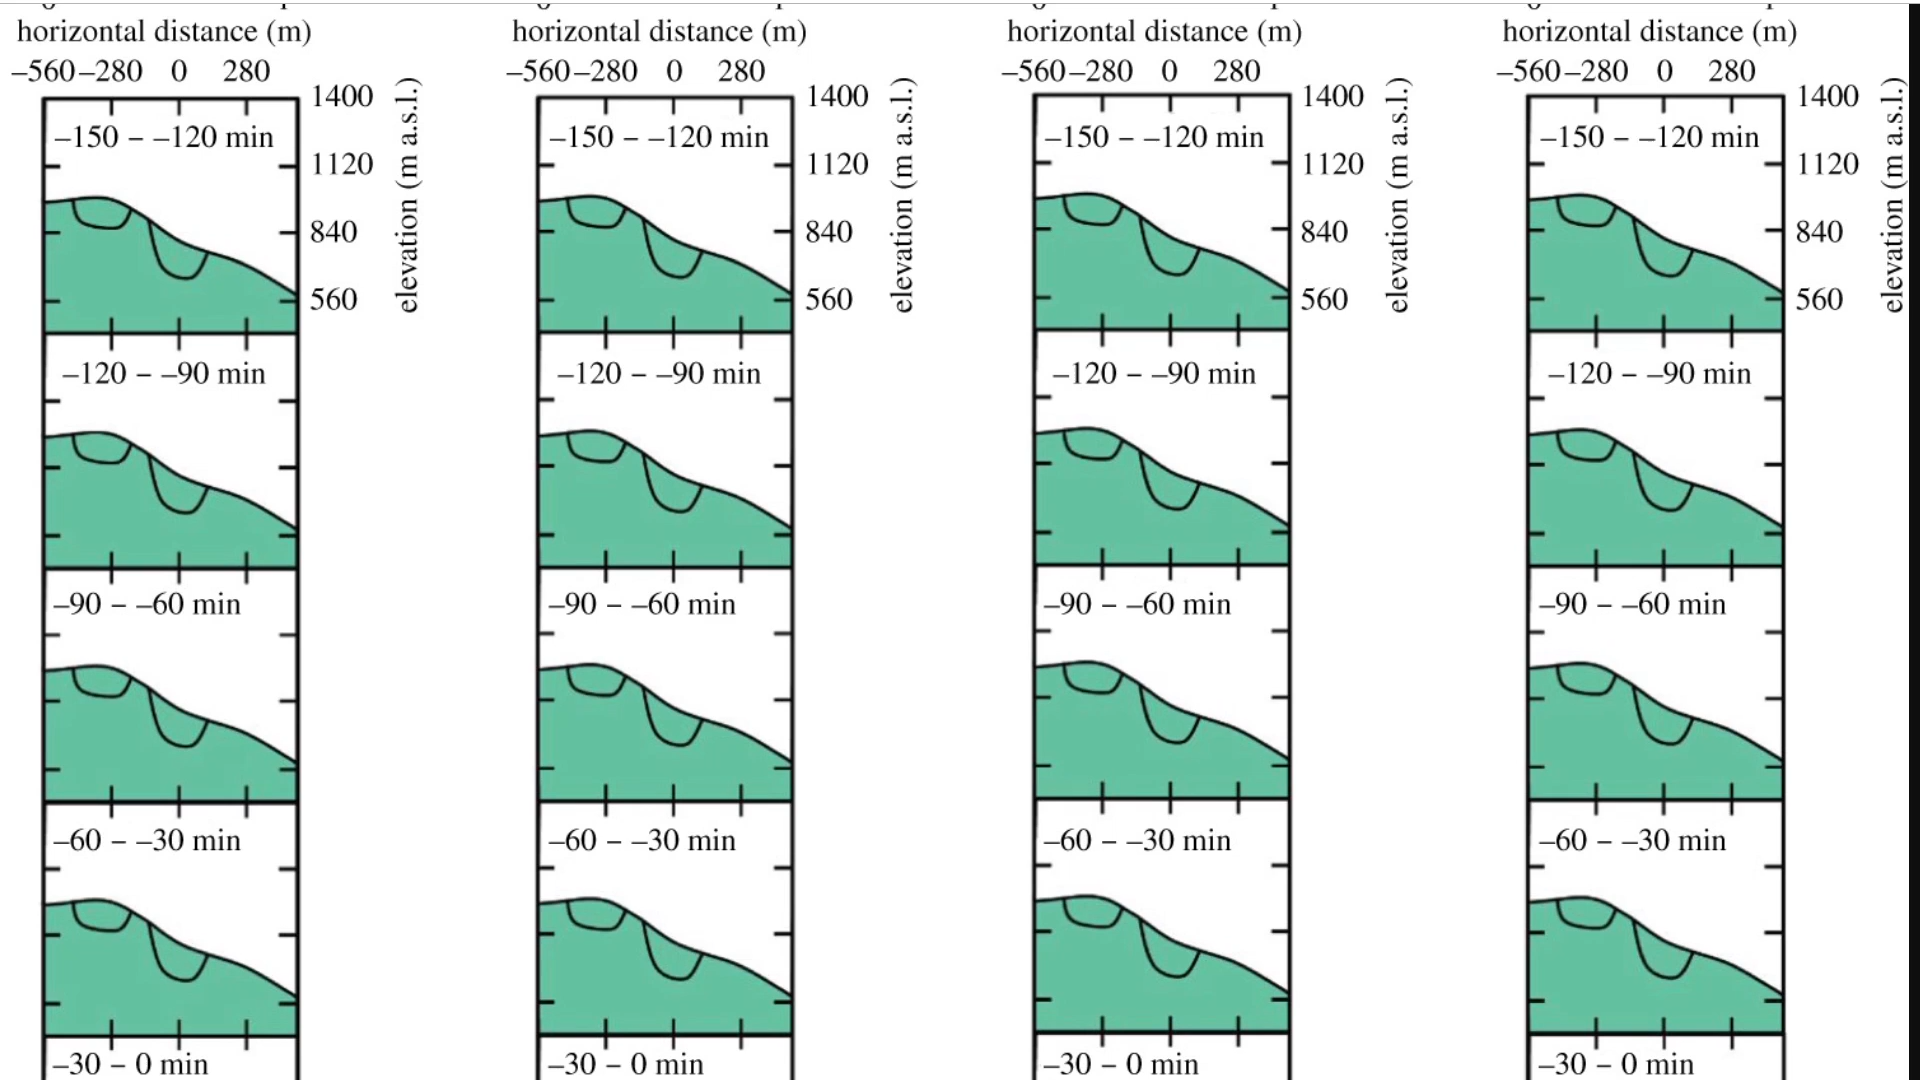 horizontal distance (m) horizontal distance (m) horizontal distance (m) horizontal distance (m)
–560 –280 0 280 –560 –280 0 280 –560 –280 0 280 –560 –280 0 280
1400 1400 1400 1400
–150 – –120 min –150 – –120 min –150 – –120 min –150 – –120 min
1120 1120 1120 1120
elevation (m a.s.l.) elevation (m a.s.l.) elevation (m a.s.l.) elevation (m a.s.l.)
840 840 840 840
560 560 560 560
–120 – –90 min –120 – –90 min –120 – –90 min –120 – –90 min
–90 – –60 min –90 – –60 min –90 – –60 min –90 – –60 min
–60 – –30 min –60 – –30 min –60 – –30 min –60 – –30 min
–30 – 0 min –30 – 0 min –30 – 0 min –30 – 0 min